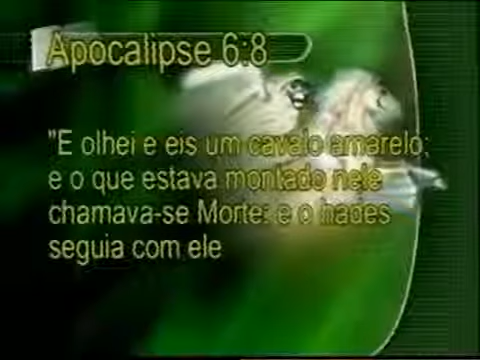 Apocalipse 6:8
"E olhei e eis um cavalo amarelo;
e o que estava montado nele
chamava-se Morte: e o hades
seguia com ele